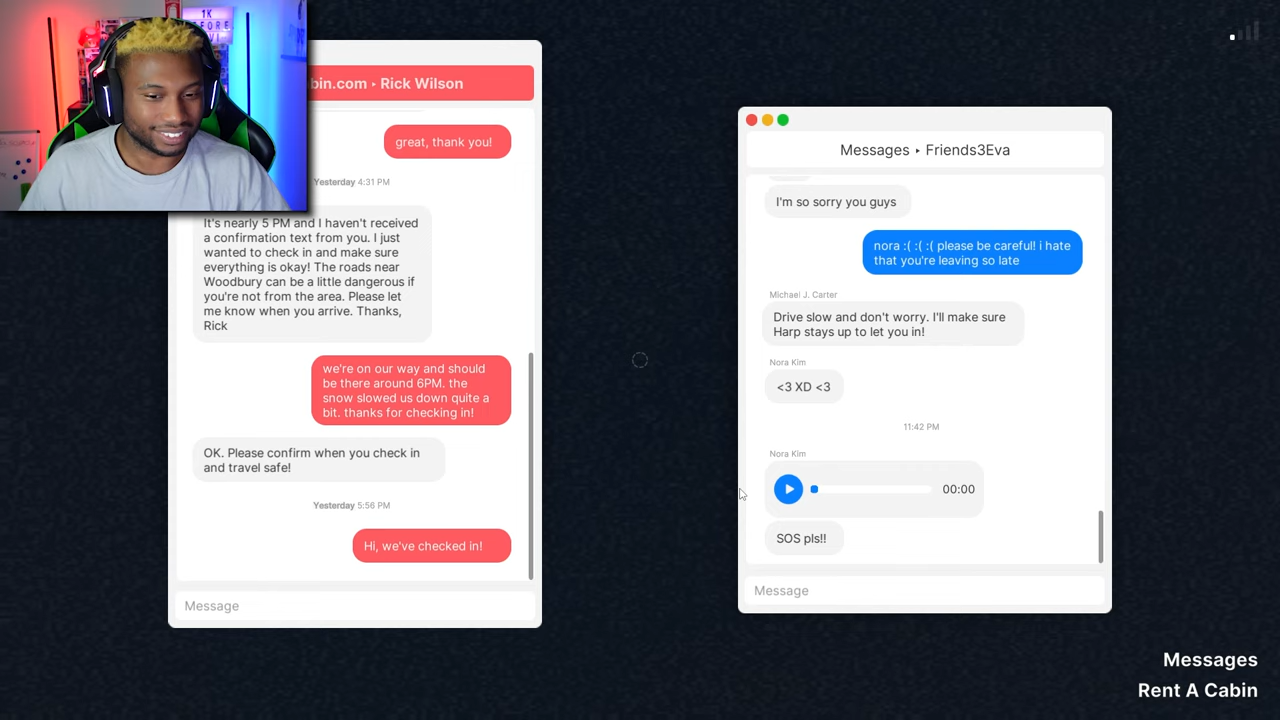 1K
bin.com ▸ Rick Wilson
great, thank you!
Yesterday 4:31 PM
It's nearly 5 PM and I haven't received
a confirmation text from you. I just
wanted to check in and make sure
everything is okay! The roads near
Woodbury can be a little dangerous if
you're not from the area. Please let
me know when you arrive. Thanks,
Rick
we're on our way and should
be there around 6PM. the
snow slowed us down quite a
bit. thanks for checking in!
OK. Please confirm when you check in
and travel safe!
Yesterday 5:56 PM
Hi, we've checked in!
Message
Messages ▸ Friends3Eva
I'm so sorry you guys
nora :( :( :( please be careful! i hate
that you're leaving so late
Michael J. Carter
Drive slow and don't worry. I'll make sure
Harp stays up to let you in!
Nora Kim
<3 XD <3
11:42 PM
Nora Kim
00:00
SOS pls!!
Message
Messages
Rent A Cabin